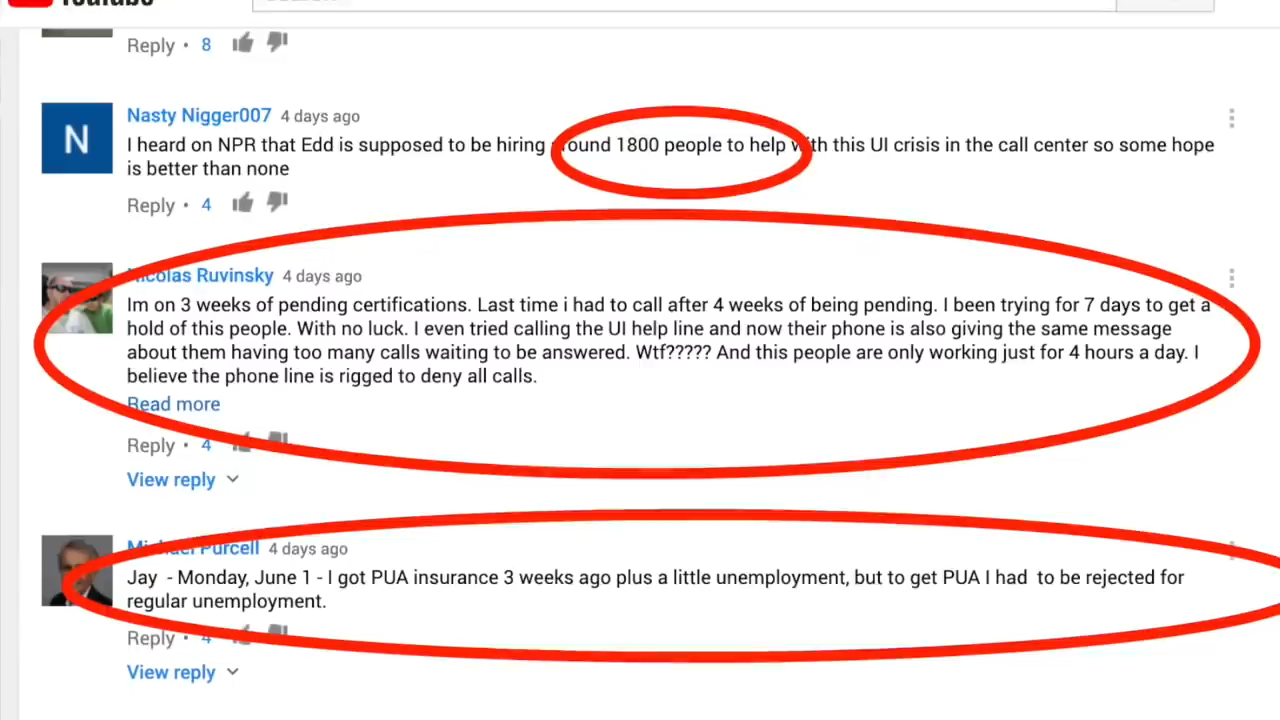 Reply • 8
Nasty Nigger007 4 days ago
I heard on NPR that Edd is supposed to be hiring around 1800 people to help with this UI crisis in the call center so some hope
is better than none
Reply • 4
N
Nicolas Ruvinsky 4 days ago
Im on 3 weeks of pending certifications. Last time i had to call after 4 weeks of being pending. I been trying for 7 days to get a
hold of this people. With no luck. I even tried calling the UI help line and now their phone is also giving the same message
about them having too many calls waiting to be answered. Wtf????? And this people are only working just for 4 hours a day. I
believe the phone line is rigged to deny all calls.
Read more
Reply • 4
View reply
Michael Purcell 4 days ago
Jay - Monday, June 1 - I got PUA insurance 3 weeks ago plus a little unemployment, but to get PUA I had to be rejected for
regular unemployment.
Reply • 4
View reply